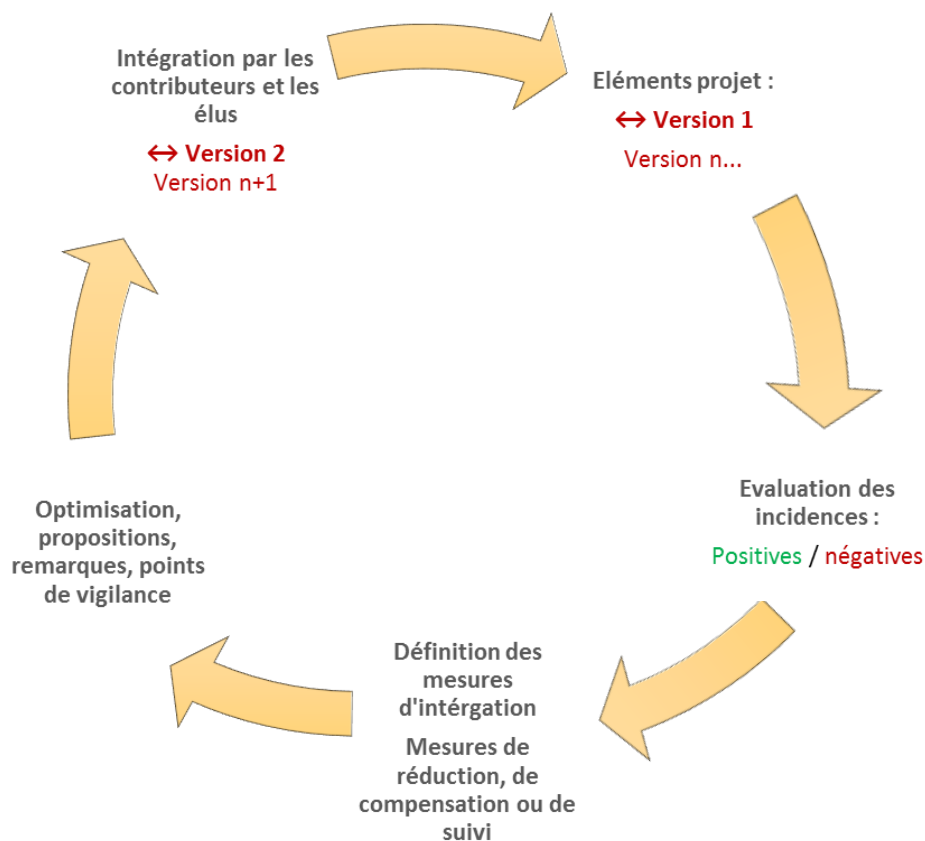 Intégration par les
contributeurs et les
élus
↔ Version 2
Version n+1
Eléments projet :
↔ Version 1
Version n...
Evaluation des
incidences :
Positives / négatives
Définition des
mesures
d'intérgation
Mesures de
réduction, de
compensation ou de
suivi
Optimisation,
propositions,
remarques, points
de vigilance